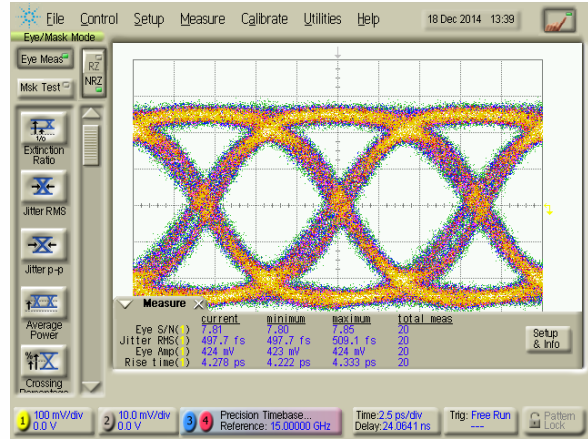 File Control Setup Measure Calibrate Utilities Help 18 Dec 2014 13:39
Eye/Mask Mode
Eye Meas
RZ
NRZ
Msk Test
1/0
Extinction
Ratio
Jitter RMS
Jitter p-p
Average
Power
Crossing
Percentage
Measure
current minimum maximum total meas
Eye S/N(1) 7.81 7.80 7.85 20
Jitter RMS(1) 497.7 fs 497.7 fs 509.1 fs 20
Eye Amp(1) 424 mV 423 mV 424 mV 20
Rise time(1) 4.278 ps 4.222 ps 4.333 ps 20
Setup
& Info
1 100 mV/div
0.0 V
2 10.0 mV/div
0.0 V
3 4 Precision Timebase...
Reference: 15.00000 GHz
Time:2.5 ps/div
Delay:24.0641 ns
Trig: Free Run
---
Pattern
Lock